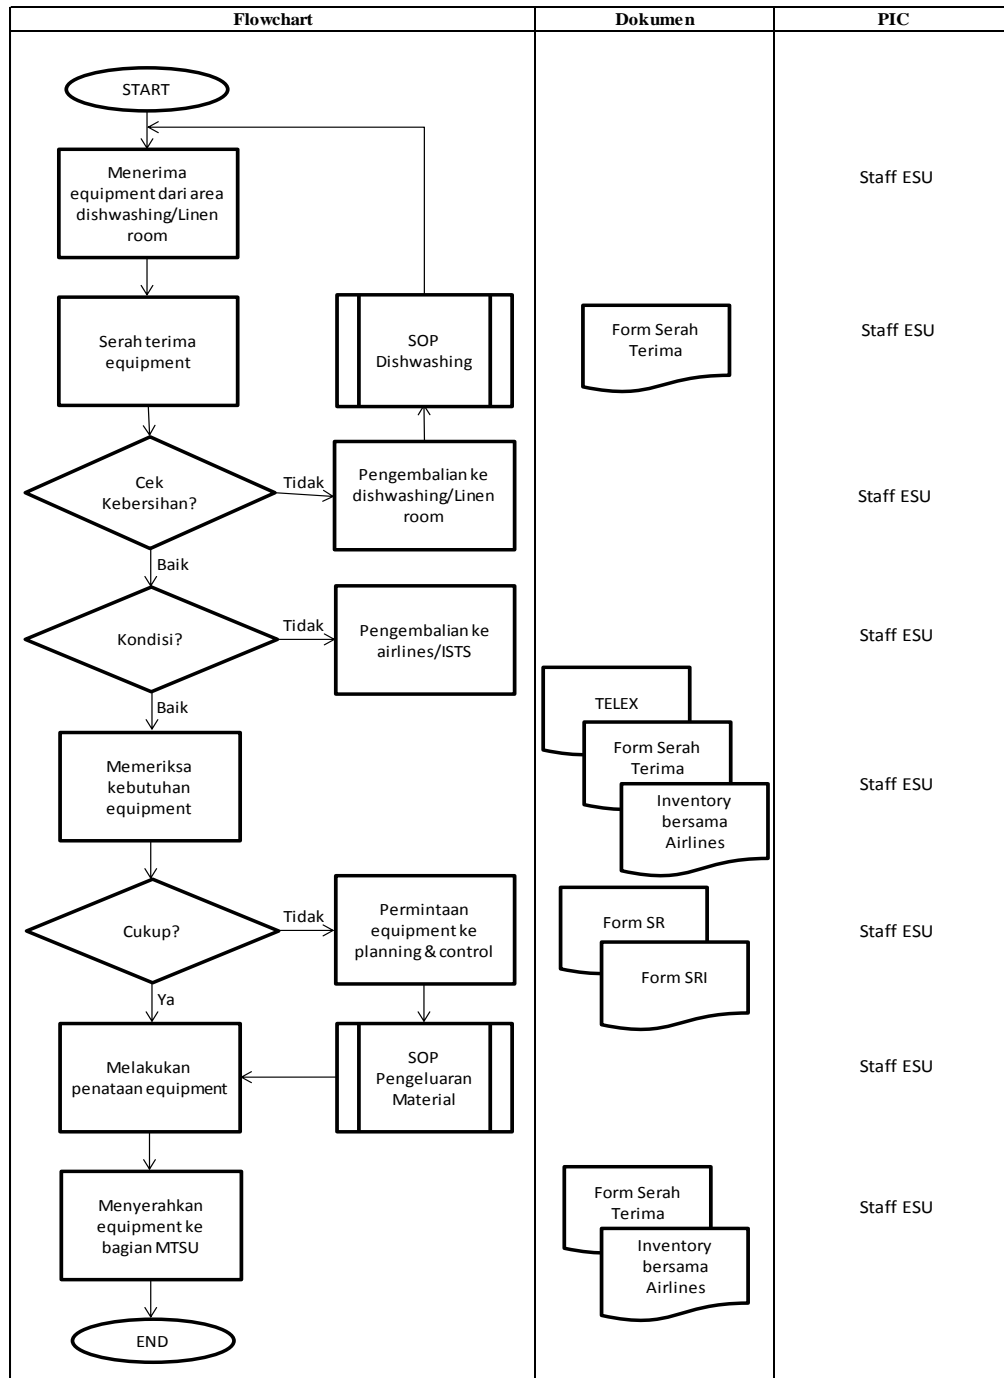 Flowchart
Dokumen
PIC
START
Menerima
equipment dari area
dishwashing/Linen
room
Staff ESU
Serah terima
equipment
SOP
Dishwashing
Form Serah
Terima
Staff ESU
Cek
Kebersihan?
Tidak
Pengembalian ke
dishwashing/Linen
room
Staff ESU
Baik
Kondisi?
Tidak
Pengembalian ke
airlines/ISTS
Staff ESU
Baik
Memeriksa
kebutuhan
equipment
TELEX
Form Serah
Terima
Inventory
bersama
Airlines
Staff ESU
Cukup?
Tidak
Permintaan
equipment ke
planning & control
Form SR
Form SRI
Staff ESU
Ya
Melakukan
penataan equipment
SOP
Pengeluaran
Material
Staff ESU
Menyerahkan
equipment ke
bagian MTSU
Form Serah
Terima
Inventory
bersama
Airlines
Staff ESU
END